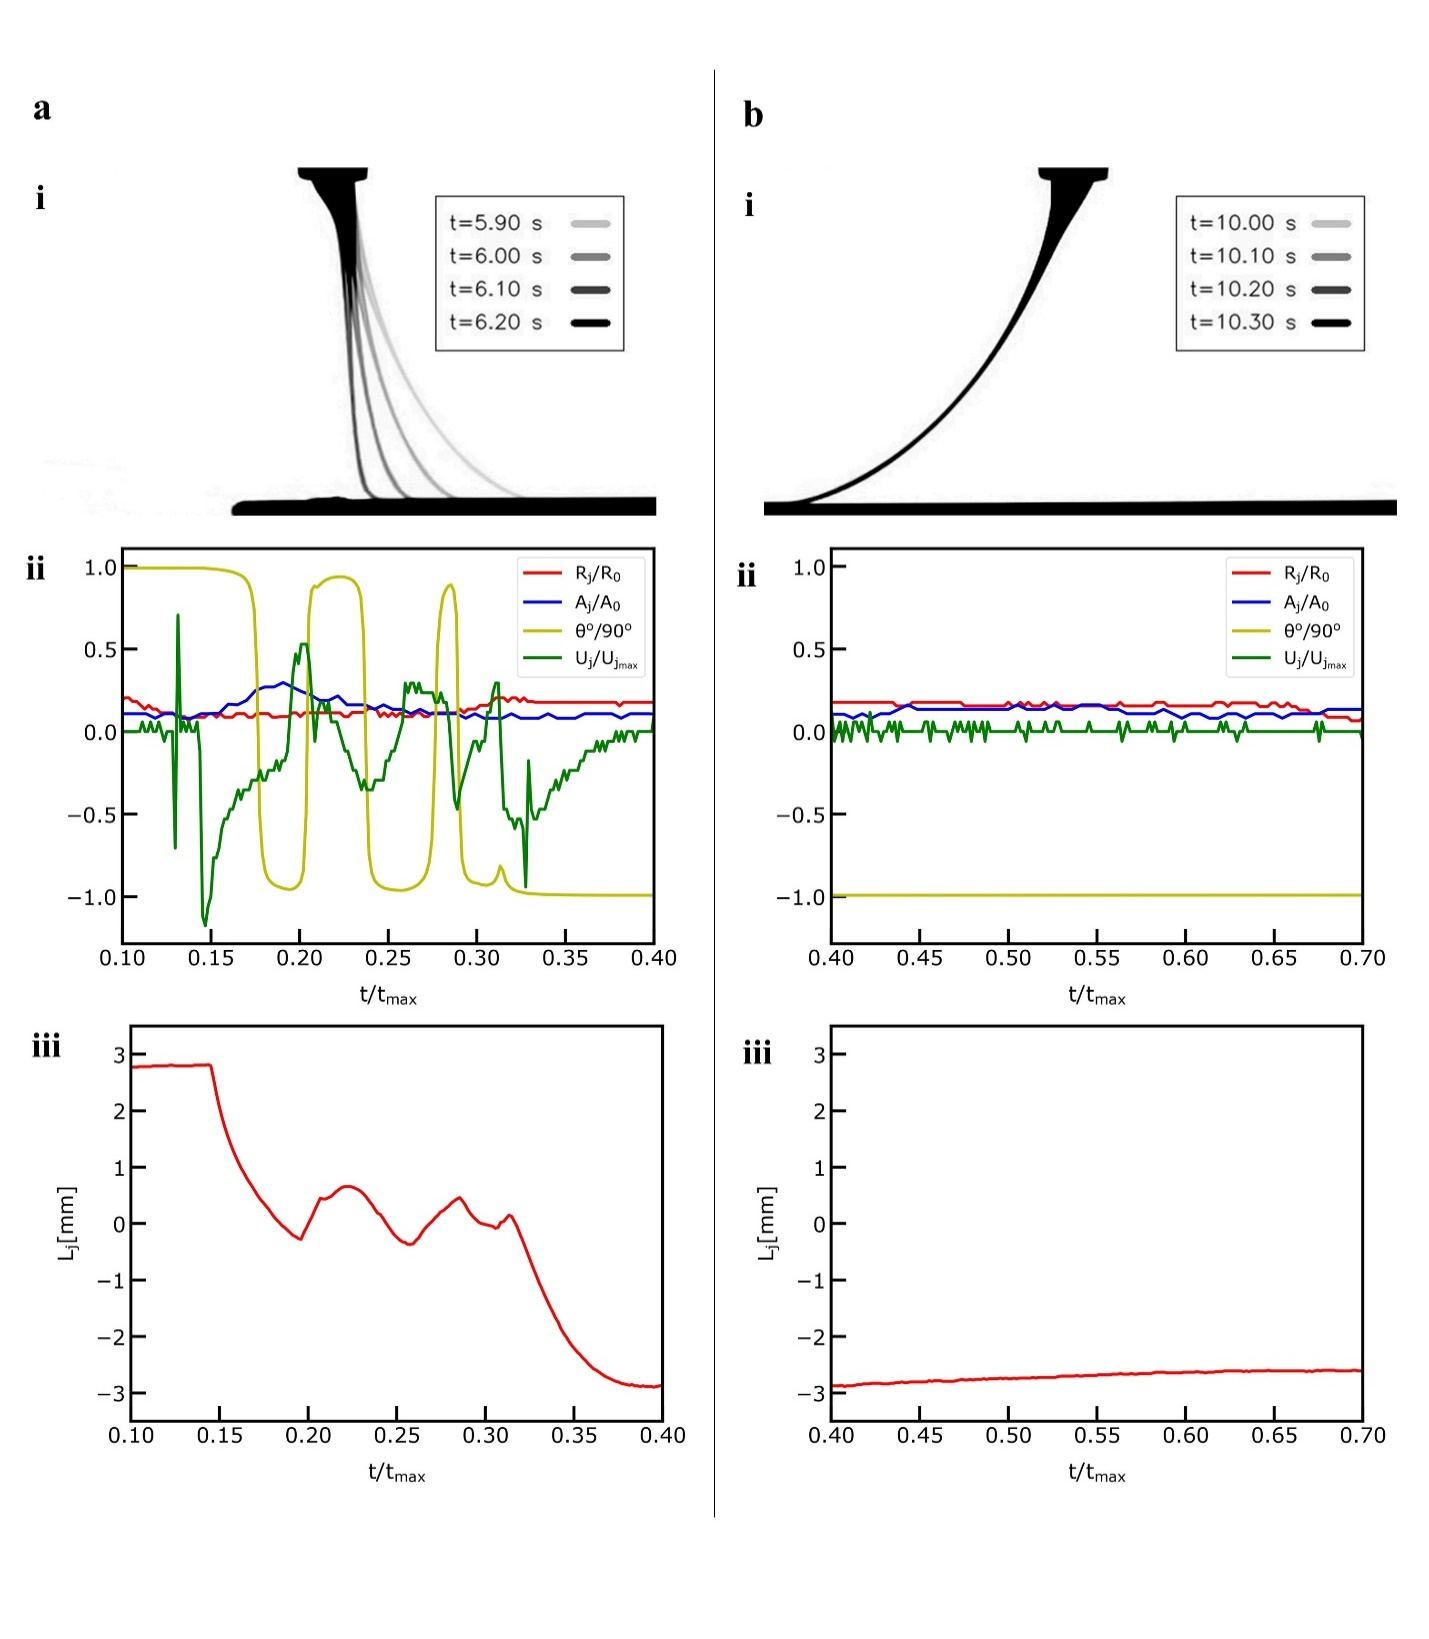 a
i
t=5.90 s
t=6.00 s
t=6.10 s
t=6.20 s
ii
1.0
0.5
0.0
−0.5
−1.0
Rj/R0
Aj/A0
θº/90º
Uj/Ujmax
0.10 0.15 0.20 0.25 0.30 0.35 0.40
t/tmax
iii
3
2
1
0
−1
−2
−3
Lj[mm]
0.10 0.15 0.20 0.25 0.30 0.35 0.40
t/tmax
b
i
t=10.00 s
t=10.10 s
t=10.20 s
t=10.30 s
ii
1.0
0.5
0.0
−0.5
−1.0
Rj/R0
Aj/A0
θº/90º
Uj/Ujmax
0.40 0.45 0.50 0.55 0.60 0.65 0.70
t/tmax
iii
3
2
1
0
−1
−2
−3
Lj[mm]
0.40 0.45 0.50 0.55 0.60 0.65 0.70
t/tmax